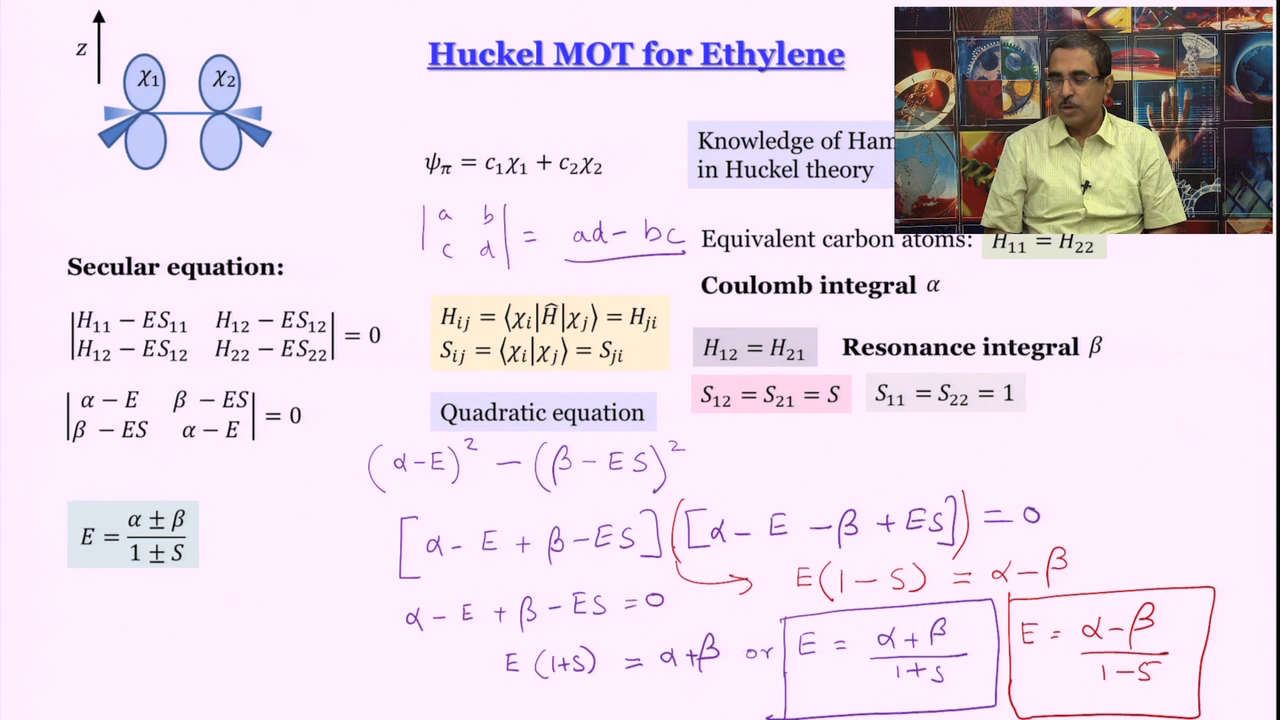 Huckel MOT for Ethylene
z
χ1 χ2
ψπ = c1χ1 + c2χ2
Knowledge of Ham
in Huckel theory
|a b|
|c d| = ad - bc
Equivalent carbon atoms: H11 = H22
Coulomb integral α
Secular equation:
|H11 − ES11 H12 − ES12|
|H12 − ES12 H22 − ES22| = 0
Hij = ⟨χi|Ĥ|χj⟩ = Hji
Sij = ⟨χi|χj⟩ = Sji
H12 = H21 Resonance integral β
S12 = S21 = S S11 = S22 = 1
|α − E β − ES|
|β − ES α − E| = 0
Quadratic equation
(α-E)² − (β-ES)²
E = (α ± β)/(1 ± S)
[α - E + β - ES] ([α - E - β + ES]) = 0
E(1-S) = α-β
α - E + β - ES = 0
E (1+S) = α+β or E = (α+β)/(1+S)
E = (α-β)/(1-S)